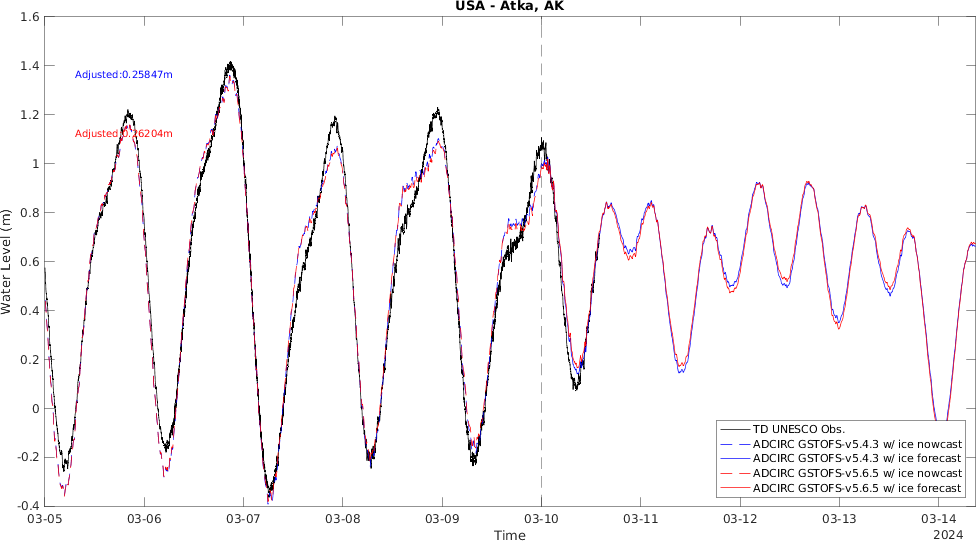 USA - Atka, AK
1.6
1.4
1.2
1
0.8
0.6
0.4
0.2
0
-0.2
-0.4
Water Level (m)
Adjusted:0.25847m
Adjusted:0.26204m
TD UNESCO Obs.
ADCIRC GSTOFS-v5.4.3 w/ ice nowcast
ADCIRC GSTOFS-v5.4.3 w/ ice forecast
ADCIRC GSTOFS-v5.6.5 w/ ice nowcast
ADCIRC GSTOFS-v5.6.5 w/ ice forecast
03-05 03-06 03-07 03-08 03-09 03-10 03-11 03-12 03-13 03-14
Time
2024